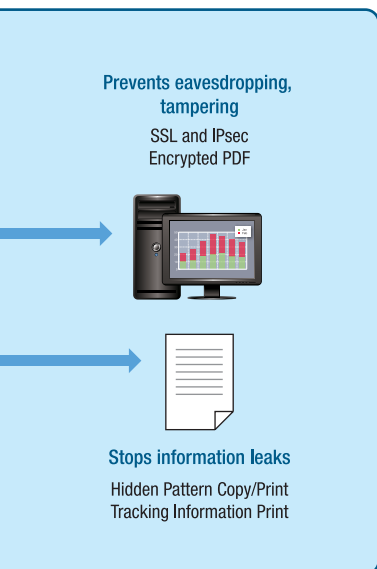 Prevents eavesdropping,
tampering
SSL and IPsec
Encrypted PDF
Stops information leaks
Hidden Pattern Copy/Print
Tracking Information Print